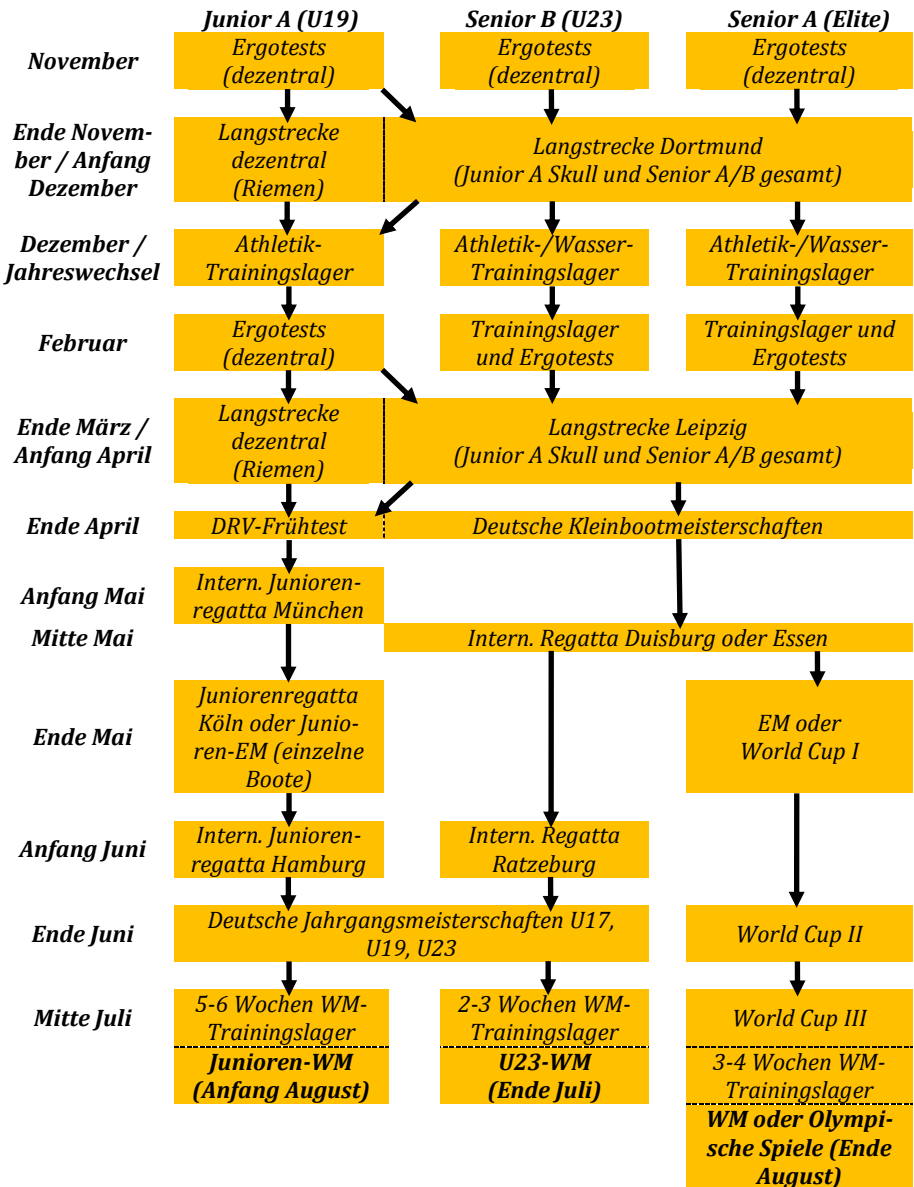 Junior A (U19)
Senior B (U23)
Senior A (Elite)
November
Ergotests
(dezentral)
Ergotests
(dezentral)
Ergotests
(dezentral)
Ende Novem-
ber / Anfang
Dezember
Langstrecke
dezentral
(Riemen)
Langstrecke Dortmund
(Junior A Skull und Senior A/B gesamt)
Dezember /
Jahreswechsel
Athletik-
Trainingslager
Athletik-/Wasser-
Trainingslager
Athletik-/Wasser-
Trainingslager
Februar
Ergotests
(dezentral)
Trainingslager
und Ergotests
Trainingslager und
Ergotests
Ende März /
Anfang April
Langstrecke
dezentral
(Riemen)
Langstrecke Leipzig
(Junior A Skull und Senior A/B gesamt)
Ende April
DRV-Frühtest
Deutsche Kleinbootmeisterschaften
Anfang Mai
Intern. Junioren-
regatta München
Mitte Mai
Intern. Regatta Duisburg oder Essen
Ende Mai
Juniorenregatta
Köln oder Junio-
ren-EM (einzelne
Boote)
EM oder
World Cup I
Anfang Juni
Intern. Junioren-
regatta Hamburg
Intern. Regatta
Ratzeburg
Ende Juni
Deutsche Jahrgangsmeisterschaften U17,
U19, U23
World Cup II
Mitte Juli
5-6 Wochen WM-
Trainingslager
Junioren-WM
(Anfang August)
2-3 Wochen WM-
Trainingslager
U23-WM
(Ende Juli)
World Cup III
3-4 Wochen WM-
Trainingslager
WM oder Olympi-
sche Spiele (Ende
August)